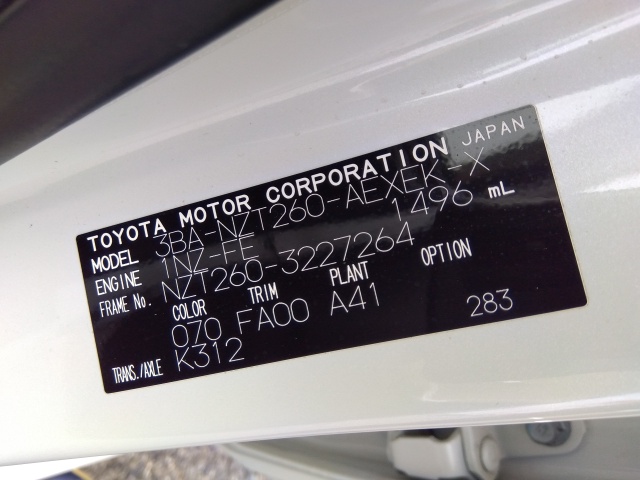 TOYOTA MOTOR CORPORATION JAPAN
MODEL 3BA-NZT260-AEXEK-X
ENGINE 1NZ-FE 1496 mL
FRAME No. NZT260-3227264
COLOR TRIM PLANT OPTION
070 FA00 A41 283
TRANS./AXLE K312